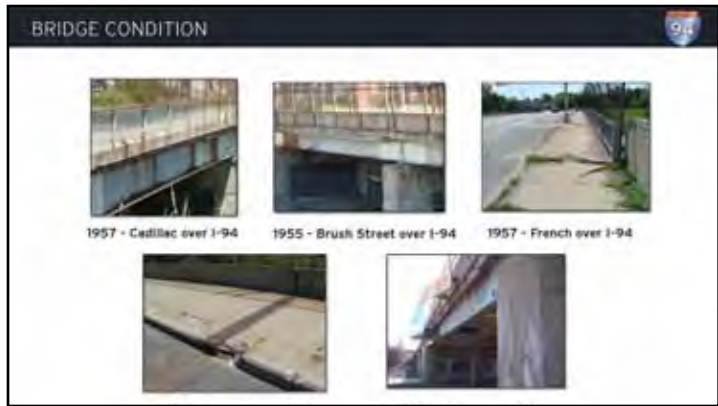 BRIDGE CONDITION
94
1957 - Cadillac over I-94
1955 - Brush Street over I-94
1957 - French over I-94